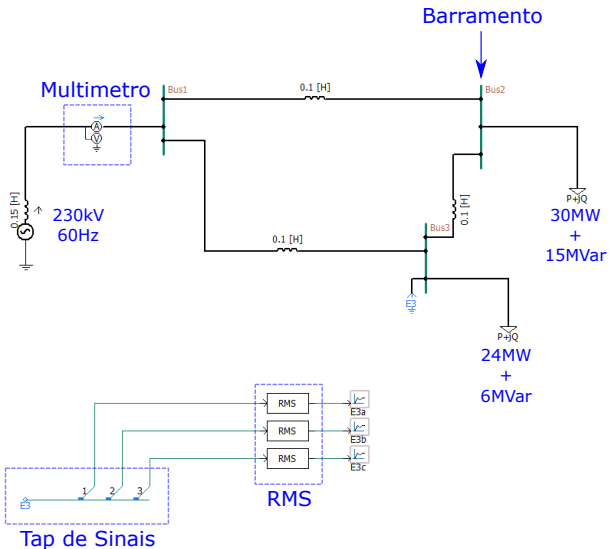 Barramento
Multimetro
Bus1
0.1 [H]
Bus2
A
V
0.15 [H]
230kV
60Hz
0.1 [H]
0.1 [H]
Bus3
P+jQ
30MW
+
15MVar
E3
P+jQ
24MW
+
6MVar
RMS
E3a
RMS
E3b
RMS
E3c
1
2
3
E3
RMS
Tap de Sinais